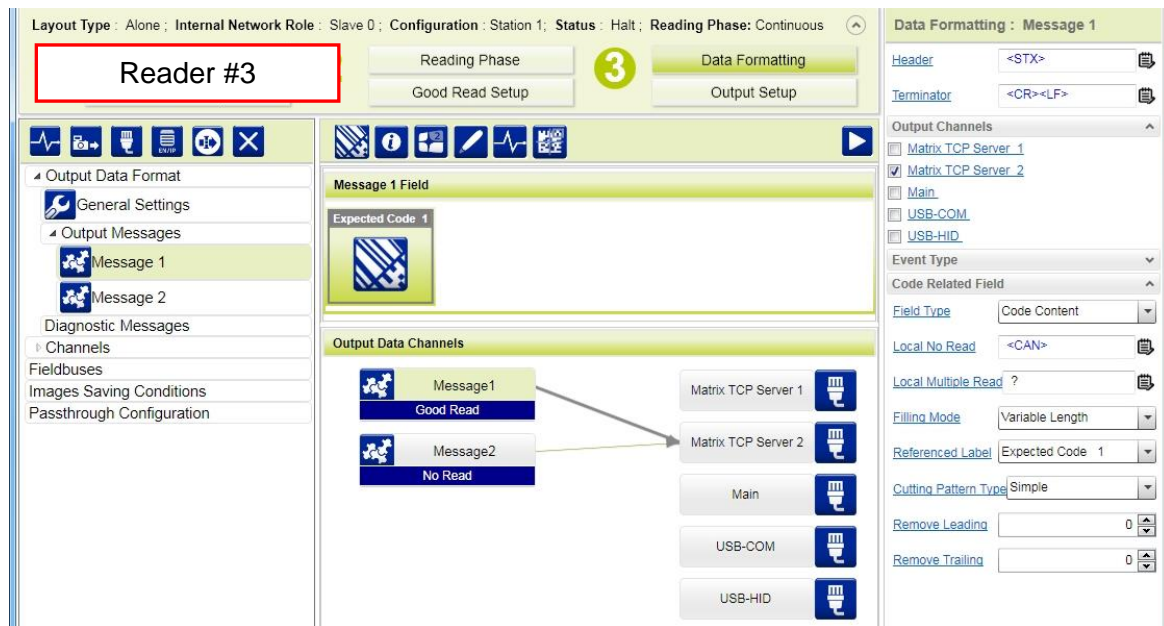 Layout Type : Alone ; Internal Network Role : Slave 0 ; Configuration : Station 1; Status : Halt ; Reading Phase: Continuous
Reader #3
Reading Phase
Good Read Setup
3
Data Formatting
Output Setup
EN/IP
Output Data Format
General Settings
Output Messages
Message 1
Message 2
Diagnostic Messages
Channels
Fieldbuses
Images Saving Conditions
Passthrough Configuration
Message 1 Field
Expected Code 1
Output Data Channels
Message1
Good Read
Message2
No Read
Matrix TCP Server 1
Matrix TCP Server 2
Main
USB-COM
USB-HID
Data Formatting : Message 1
Header <STX>
Terminator <CR><LF>
Output Channels
Matrix TCP Server 1
Matrix TCP Server 2
Main
USB-COM
USB-HID
Event Type
Code Related Field
Field Type Code Content
Local No Read <CAN>
Local Multiple Read ?
Filling Mode Variable Length
Referenced Label Expected Code 1
Cutting Pattern Type Simple
Remove Leading 0
Remove Trailing 0